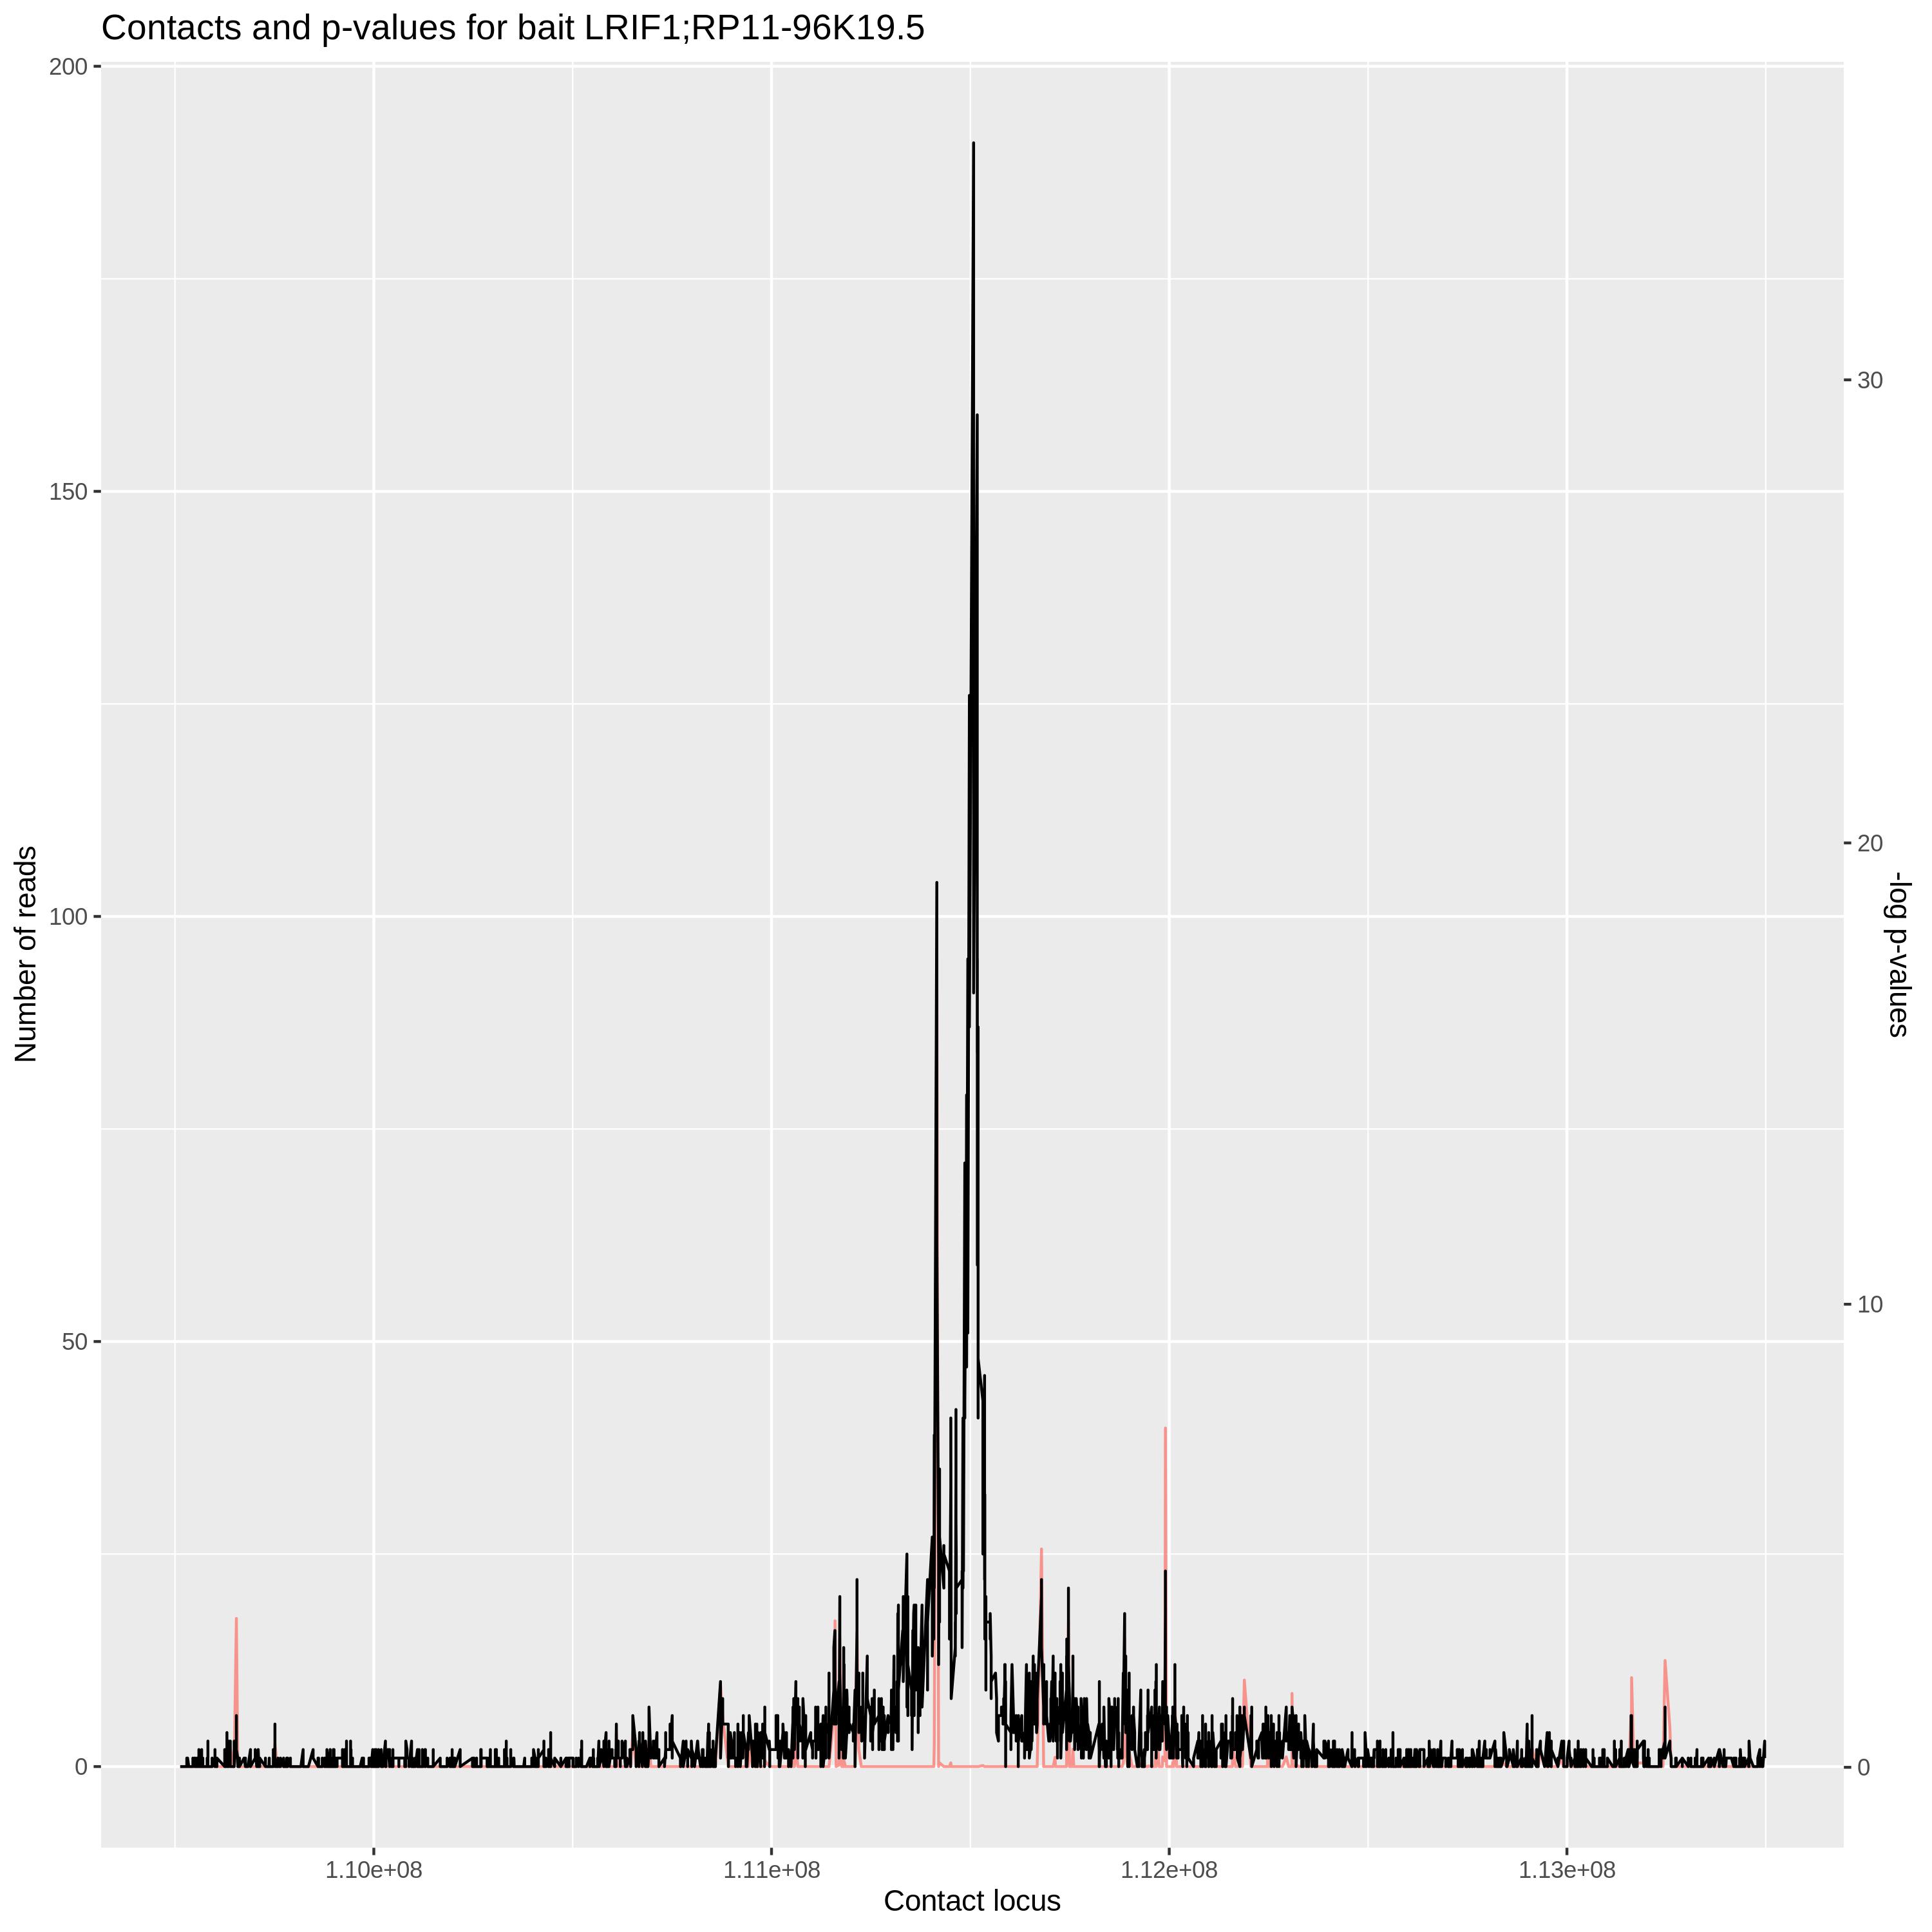 Contacts and p-values for bait LRIF1;RP11-96K19.5
200
150
100
50
0
Number of reads
30
20
10
0
-log p-values
1.10e+08
1.11e+08
1.12e+08
1.13e+08
Contact locus